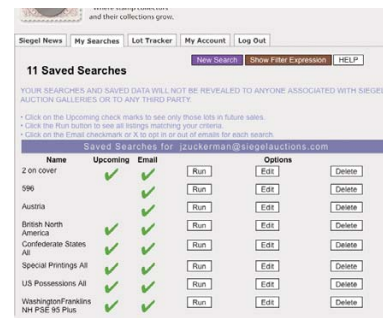 where stamp collectors
and their collections grow.
Siegel News My Searches Lot Tracker My Account Log Out
New Search Show Filter Expression HELP
11 Saved Searches
YOUR SEARCHES AND SAVED DATA WILL NOT BE REVEALED TO ANYONE ASSOCIATED WITH SIEGEL
AUCTION GALLERIES OR TO ANY THIRD PARTY.
• Click on the Upcoming check marks to see only those lots in future sales.
• Click the Run button to see all listings matching your criteria.
• Click on the Email checkmark or X to opt in or out of emails for each search.
Saved Searches for jzuckerman@siegelauctions.com
Name Upcoming Email Options
2 on cover Run Edit Delete
596 Run Edit Delete
Austria Run Edit Delete
British North
America Run Edit Delete
Confederate States
All Run Edit Delete
Special Printings All Run Edit Delete
US Possessions All Run Edit Delete
WashingtonFranklins
NH PSE 95 Plus Run Edit Delete